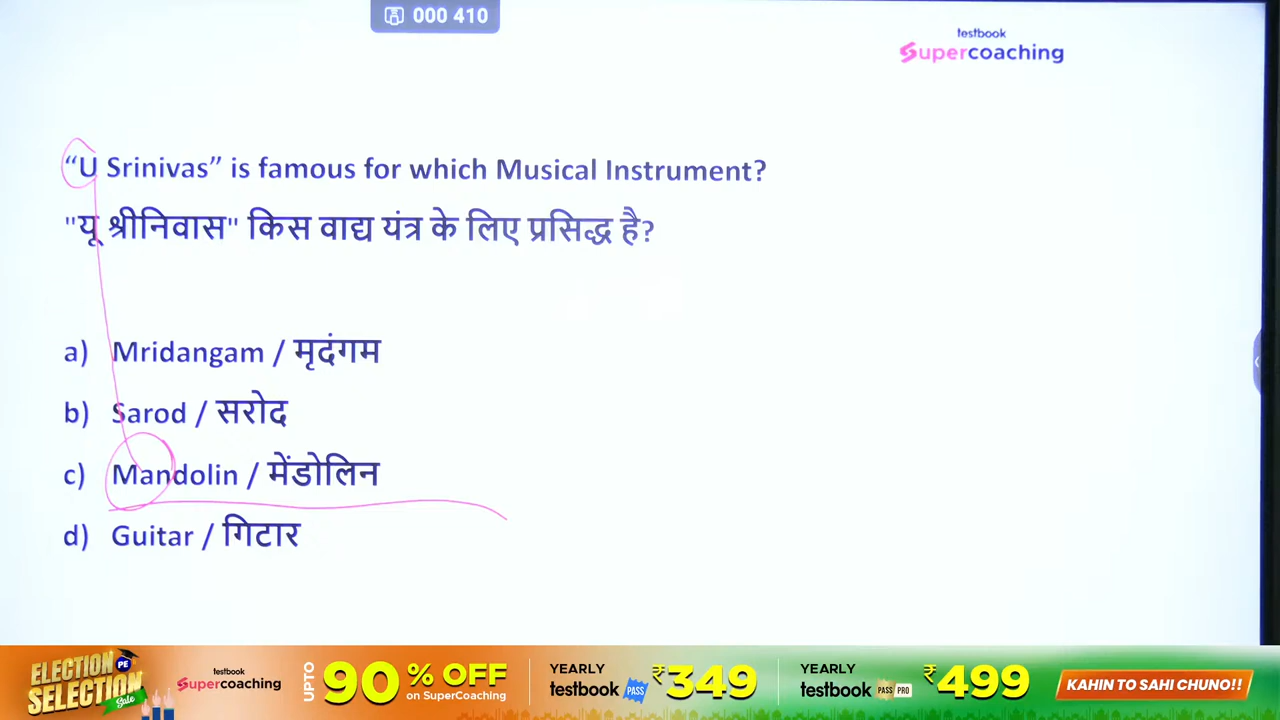 000 410
testbook
Supercoaching
“U Srinivas” is famous for which Musical Instrument?
"यू श्रीनिवास" किस वाद्य यंत्र के लिए प्रसिद्ध है?
a) Mridangam / मृदंगम
b) Sarod / सरोद
c) Mandolin / मेंडोलिन
d) Guitar / गिटार
ELECTION PE SELECTION Sale
testbook Supercoaching
UPTO 90% OFF on SuperCoaching
YEARLY testbook PASS ₹349
YEARLY testbook PASS PRO ₹499
KAHIN TO SAHI CHUNO!!